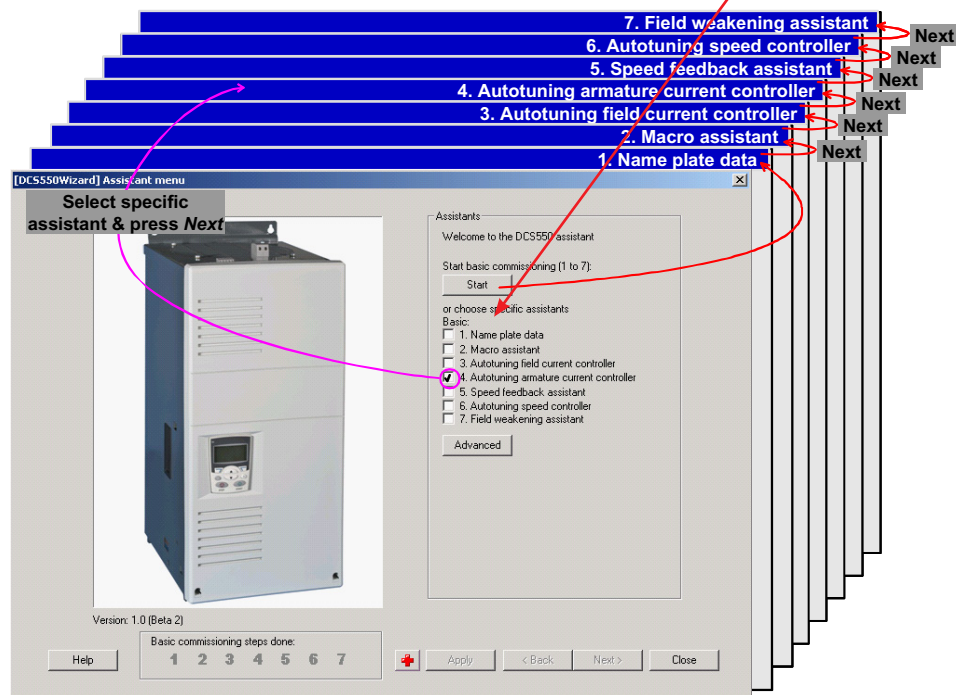 7. Field weakening assistant
Next
6. Autotuning speed controller
Next
5. Speed feedback assistant
Next
4. Autotuning armature current controller
Next
3. Autotuning field current controller
Next
2. Macro assistant
Next
1. Name plate data
[DCS550Wizard] Assistant menu
Select specific
assistant & press Next
Assistants
Welcome to the DCS550 assistant
Start basic commissioning (1 to 7):
Start
or choose specific assistants
Basic:
1. Name plate data
2. Macro assistant
3. Autotuning field current controller
4. Autotuning armature current controller
5. Speed feedback assistant
6. Autotuning speed controller
7. Field weakening assistant
Advanced
Version: 1.0 (Beta 2)
Basic commissioning steps done:
1 2 3 4 5 6 7
Help
Apply
< Back
Next >
Close